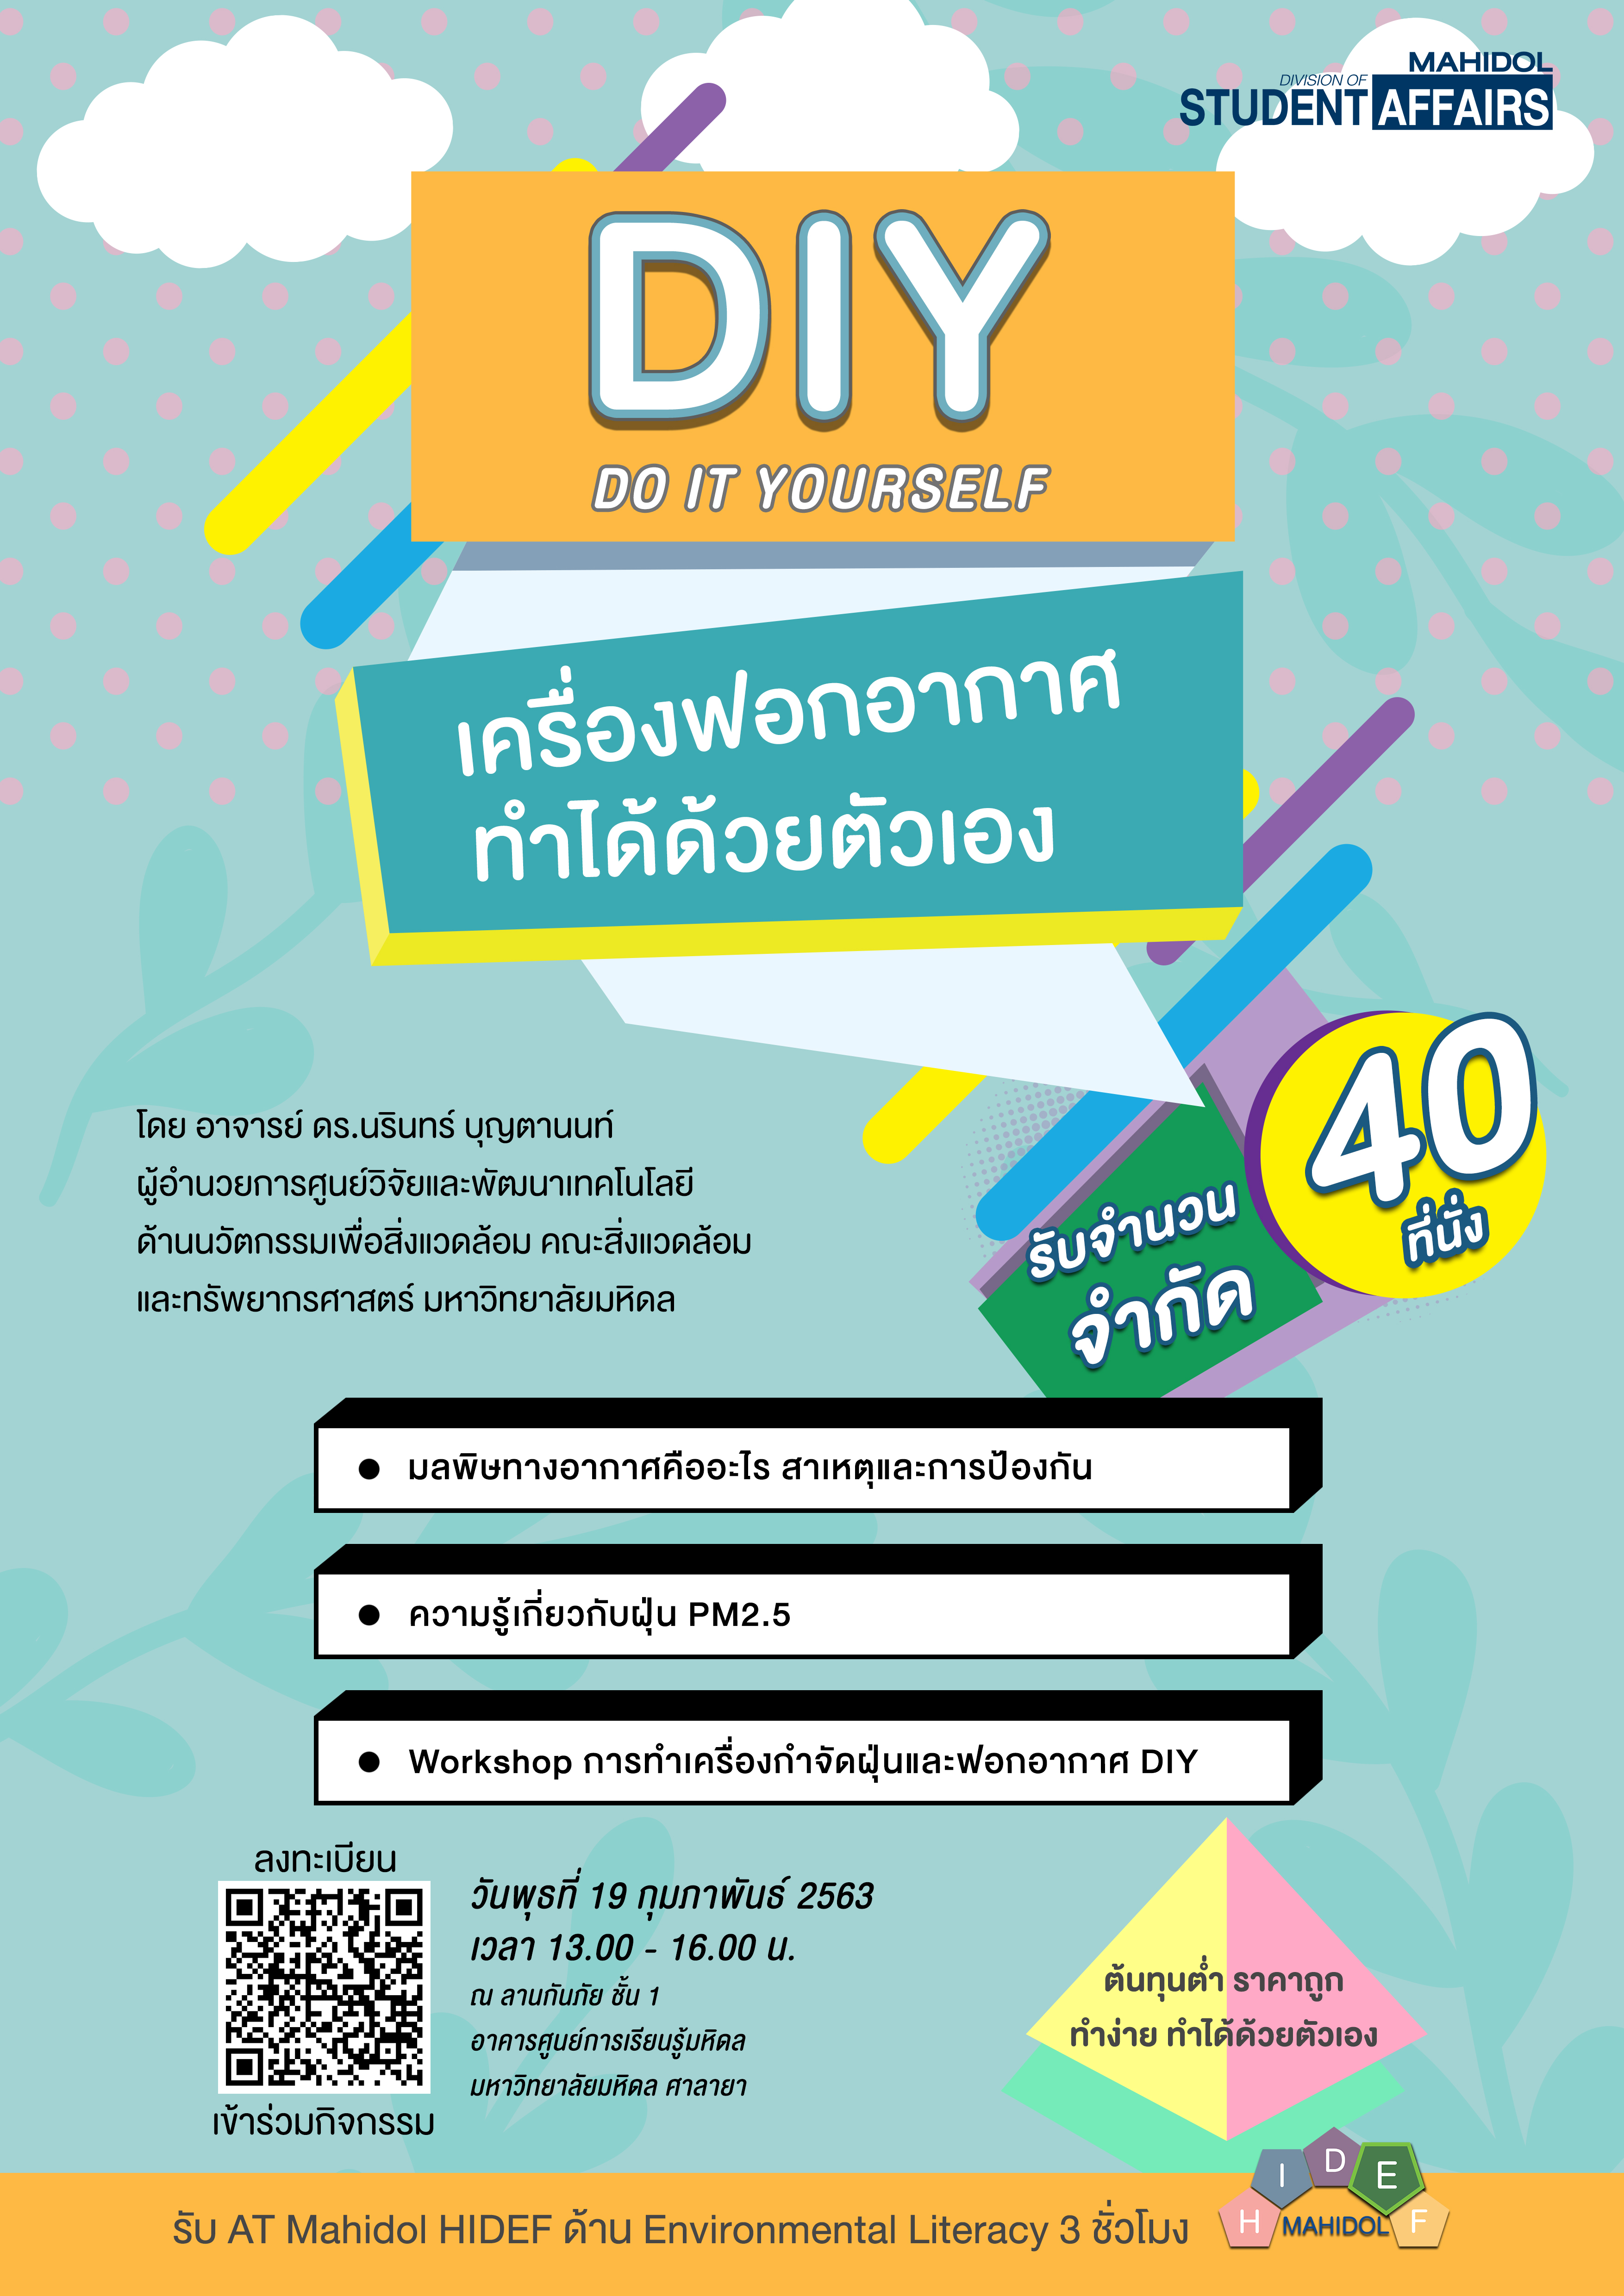 MAHIDOL
DIVISION OF
STUDENT AFFAIRS
DIY
DO IT YOURSELF
เครื่องฟอกอากาศ
ทำได้ด้วยตัวเอง
โดย อาจารย์ ดร.นรินทร์ บุญตานนท์
ผู้อำนวยการศูนย์วิจัยและพัฒนาเทคโนโลยี
ด้านนวัตกรรมเพื่อสิ่งแวดล้อม คณะสิ่งแวดล้อม
และทรัพยากรศาสตร์ มหาวิทยาลัยมหิดล
รับจำนวน
จำกัด
40
ที่นั่ง
● มลพิษทางอากาศคืออะไร สาเหตุและการป้องกัน
● ความรู้เกี่ยวกับฝุ่น PM2.5
● Workshop การทำเครื่องกำจัดฝุ่นและฟอกอากาศ DIY
ลงทะเบียน
เข้าร่วมกิจกรรม
วันพุธที่ 19 กุมภาพันธ์ 2563
เวลา 13.00 - 16.00 น.
ณ ลานกันภัย ชั้น 1
อาคารศูนย์การเรียนรู้มหิดล
มหาวิทยาลัยมหิดล ศาลายา
ต้นทุนต่ำ ราคาถูก
ทำง่าย ทำได้ด้วยตัวเอง
รับ AT Mahidol HIDEF ด้าน Environmental Literacy 3 ชั่วโมง
H I D E F
MAHIDOL